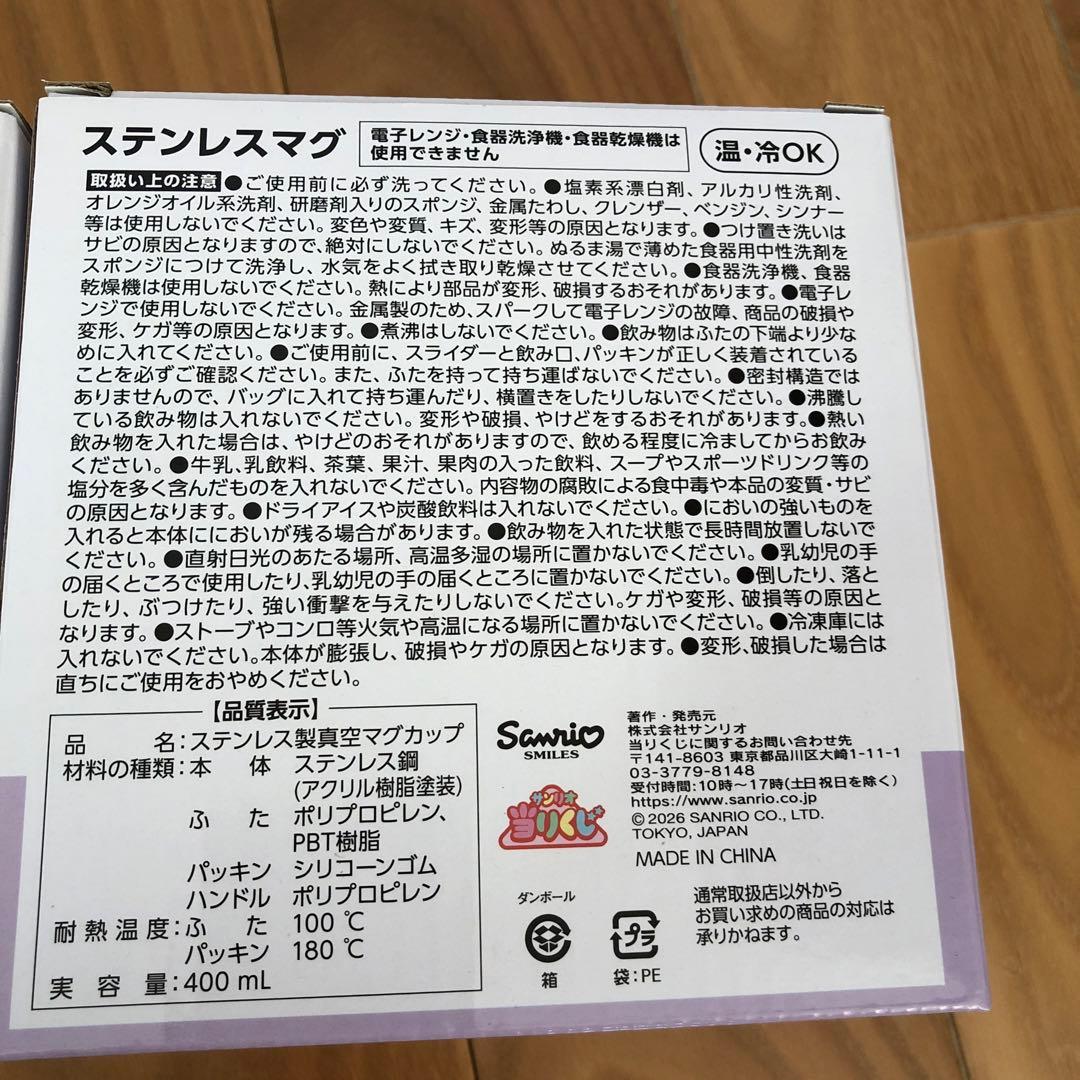 ステンレスマグ
電子レンジ・食器洗浄機・食器乾燥機は
使用できません
温・冷OK
取扱い上の注意 ●ご使用前に必ず洗ってください。●塩素系漂白剤、アルカリ性洗剤、
オレンジオイル系洗剤、研磨剤入りのスポンジ、金属たわし、クレンザー、ベンジン、シンナー
等は使用しないでください。変色や変質、キズ、変形等の原因となります。●つけ置き洗いは
サビの原因となりますので、絶対にしないでください。ぬるま湯で薄めた食器用中性洗剤を
スポンジにつけて洗浄し、水気をよく拭き取り乾燥させてください。●食器洗浄機、食器
乾燥機は使用しないでください。熱により部品が変形、破損するおそれがあります。●電子レ
ンジで使用しないでください。金属製のため、スパークして電子レンジの故障、商品の破損や
変形、ケガ等の原因となります。●煮沸はしないでください。●飲み物はふたの下端より少な
めに入れてください。●ご使用前に、スライダーと飲み口、パッキンが正しく装着されている
ことを必ずご確認ください。また、ふたを持って持ち運ばないでください。●密封構造では
ありませんので、バッグに入れて持ち運んだり、横置きをしたりしないでください。●沸騰し
ている飲み物は入れないでください。変形や破損、やけどをするおそれがあります。●熱い
飲み物を入れた場合は、やけどのおそれがありますので、飲める程度に冷ましてからお飲み
ください。●牛乳、乳飲料、茶葉、果汁、果肉の入った飲料、スープやスポーツドリンク等の
塩分を多く含んだものを入れないでください。内容物の腐敗による食中毒や本品の変質・サビ
の原因となります。●ドライアイスや炭酸飲料は入れないでください。●においの強いものを
入れると本体ににおいが残る場合があります。●飲み物を入れた状態で長時間放置しないで
ください。●直射日光のあたる場所、高温多湿の場所に置かないでください。●乳幼児の手
の届くところで使用したり、乳幼児の手の届くところに置かないでください。●倒したり、落と
したり、ぶつけたり、強い衝撃を与えたりしないでください。ケガや変形、破損等の原因と
なります。●ストーブやコンロ等火気や高温になる場所に置かないでください。●冷凍庫には
入れないでください。本体が膨張し、破損やケガの原因となります。●変形、破損した場合は
直ちにご使用をおやめください。
【品質表示】
品名：ステンレス製真空マグカップ
材料の種類：本体 ステンレス鋼
(アクリル樹脂塗装)
ふた ポリプロピレン、
PBT樹脂
パッキン シリコーンゴム
ハンドル ポリプロピレン
耐熱温度：ふた 100 ℃
パッキン 180 ℃
実容量：400 mL
Sanrio
SMILES
サンリオ
当りくじ
著作・発売元
株式会社サンリオ
当りくじに関するお問い合わせ先
〒141-8603 東京都品川区大崎1-11-1
03-3779-8148
受付時間：10時～17時(土日祝日を除く)
https://www.sanrio.co.jp
© 2026 SANRIO CO., LTD.
TOKYO, JAPAN
MADE IN CHINA
ダンボール
箱
プラ
袋：PE
通常取扱店以外から
お買い求めの商品の対応は
承りかねます。